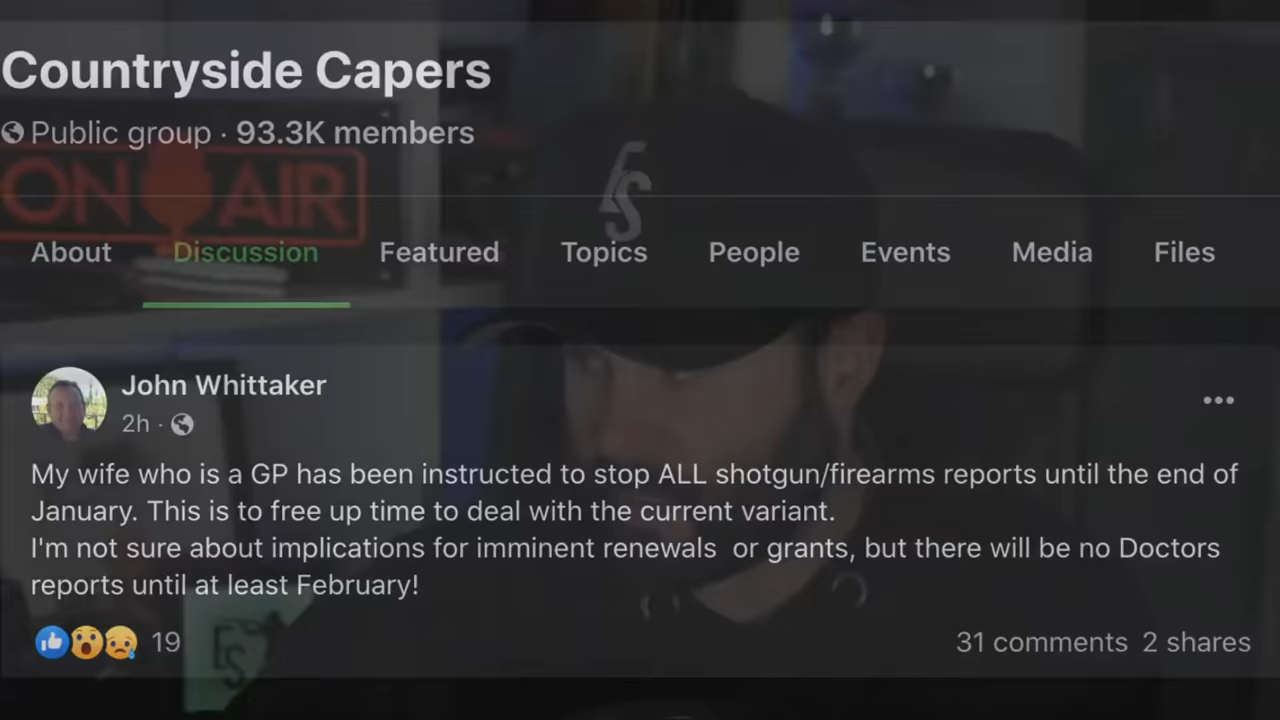 Countryside Capers
Public group · 93.3K members
ON AIR
ES
About Discussion Featured Topics People Events Media Files
John Whittaker
2h ·
My wife who is a GP has been instructed to stop ALL shotgun/firearms reports until the end of
January. This is to free up time to deal with the current variant.
I'm not sure about implications for imminent renewals or grants, but there will be no Doctors
reports until at least February!
19
31 comments 2 shares
ES